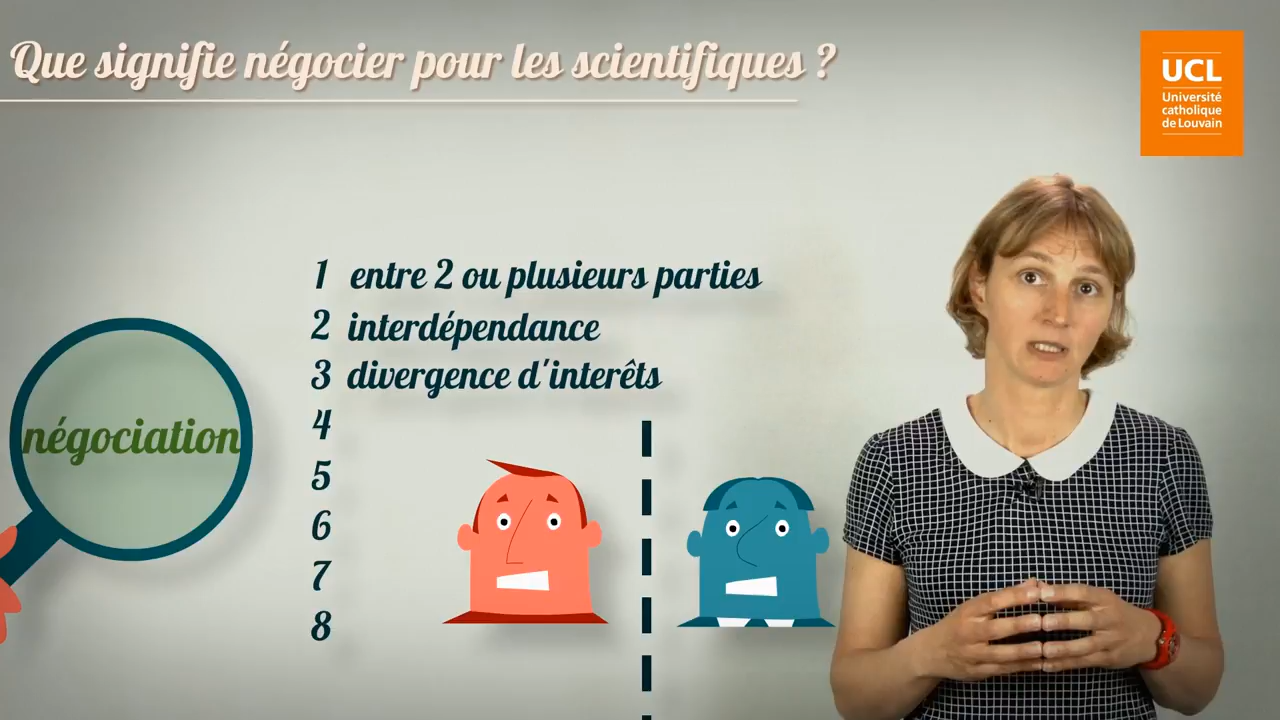 Que signifie négocier pour les scientifiques ?
UCL
Université
catholique
de Louvain
1 entre 2 ou plusieurs parties
2 interdépendance
3 divergence d'interêts
4
5
6
7
8
négociation